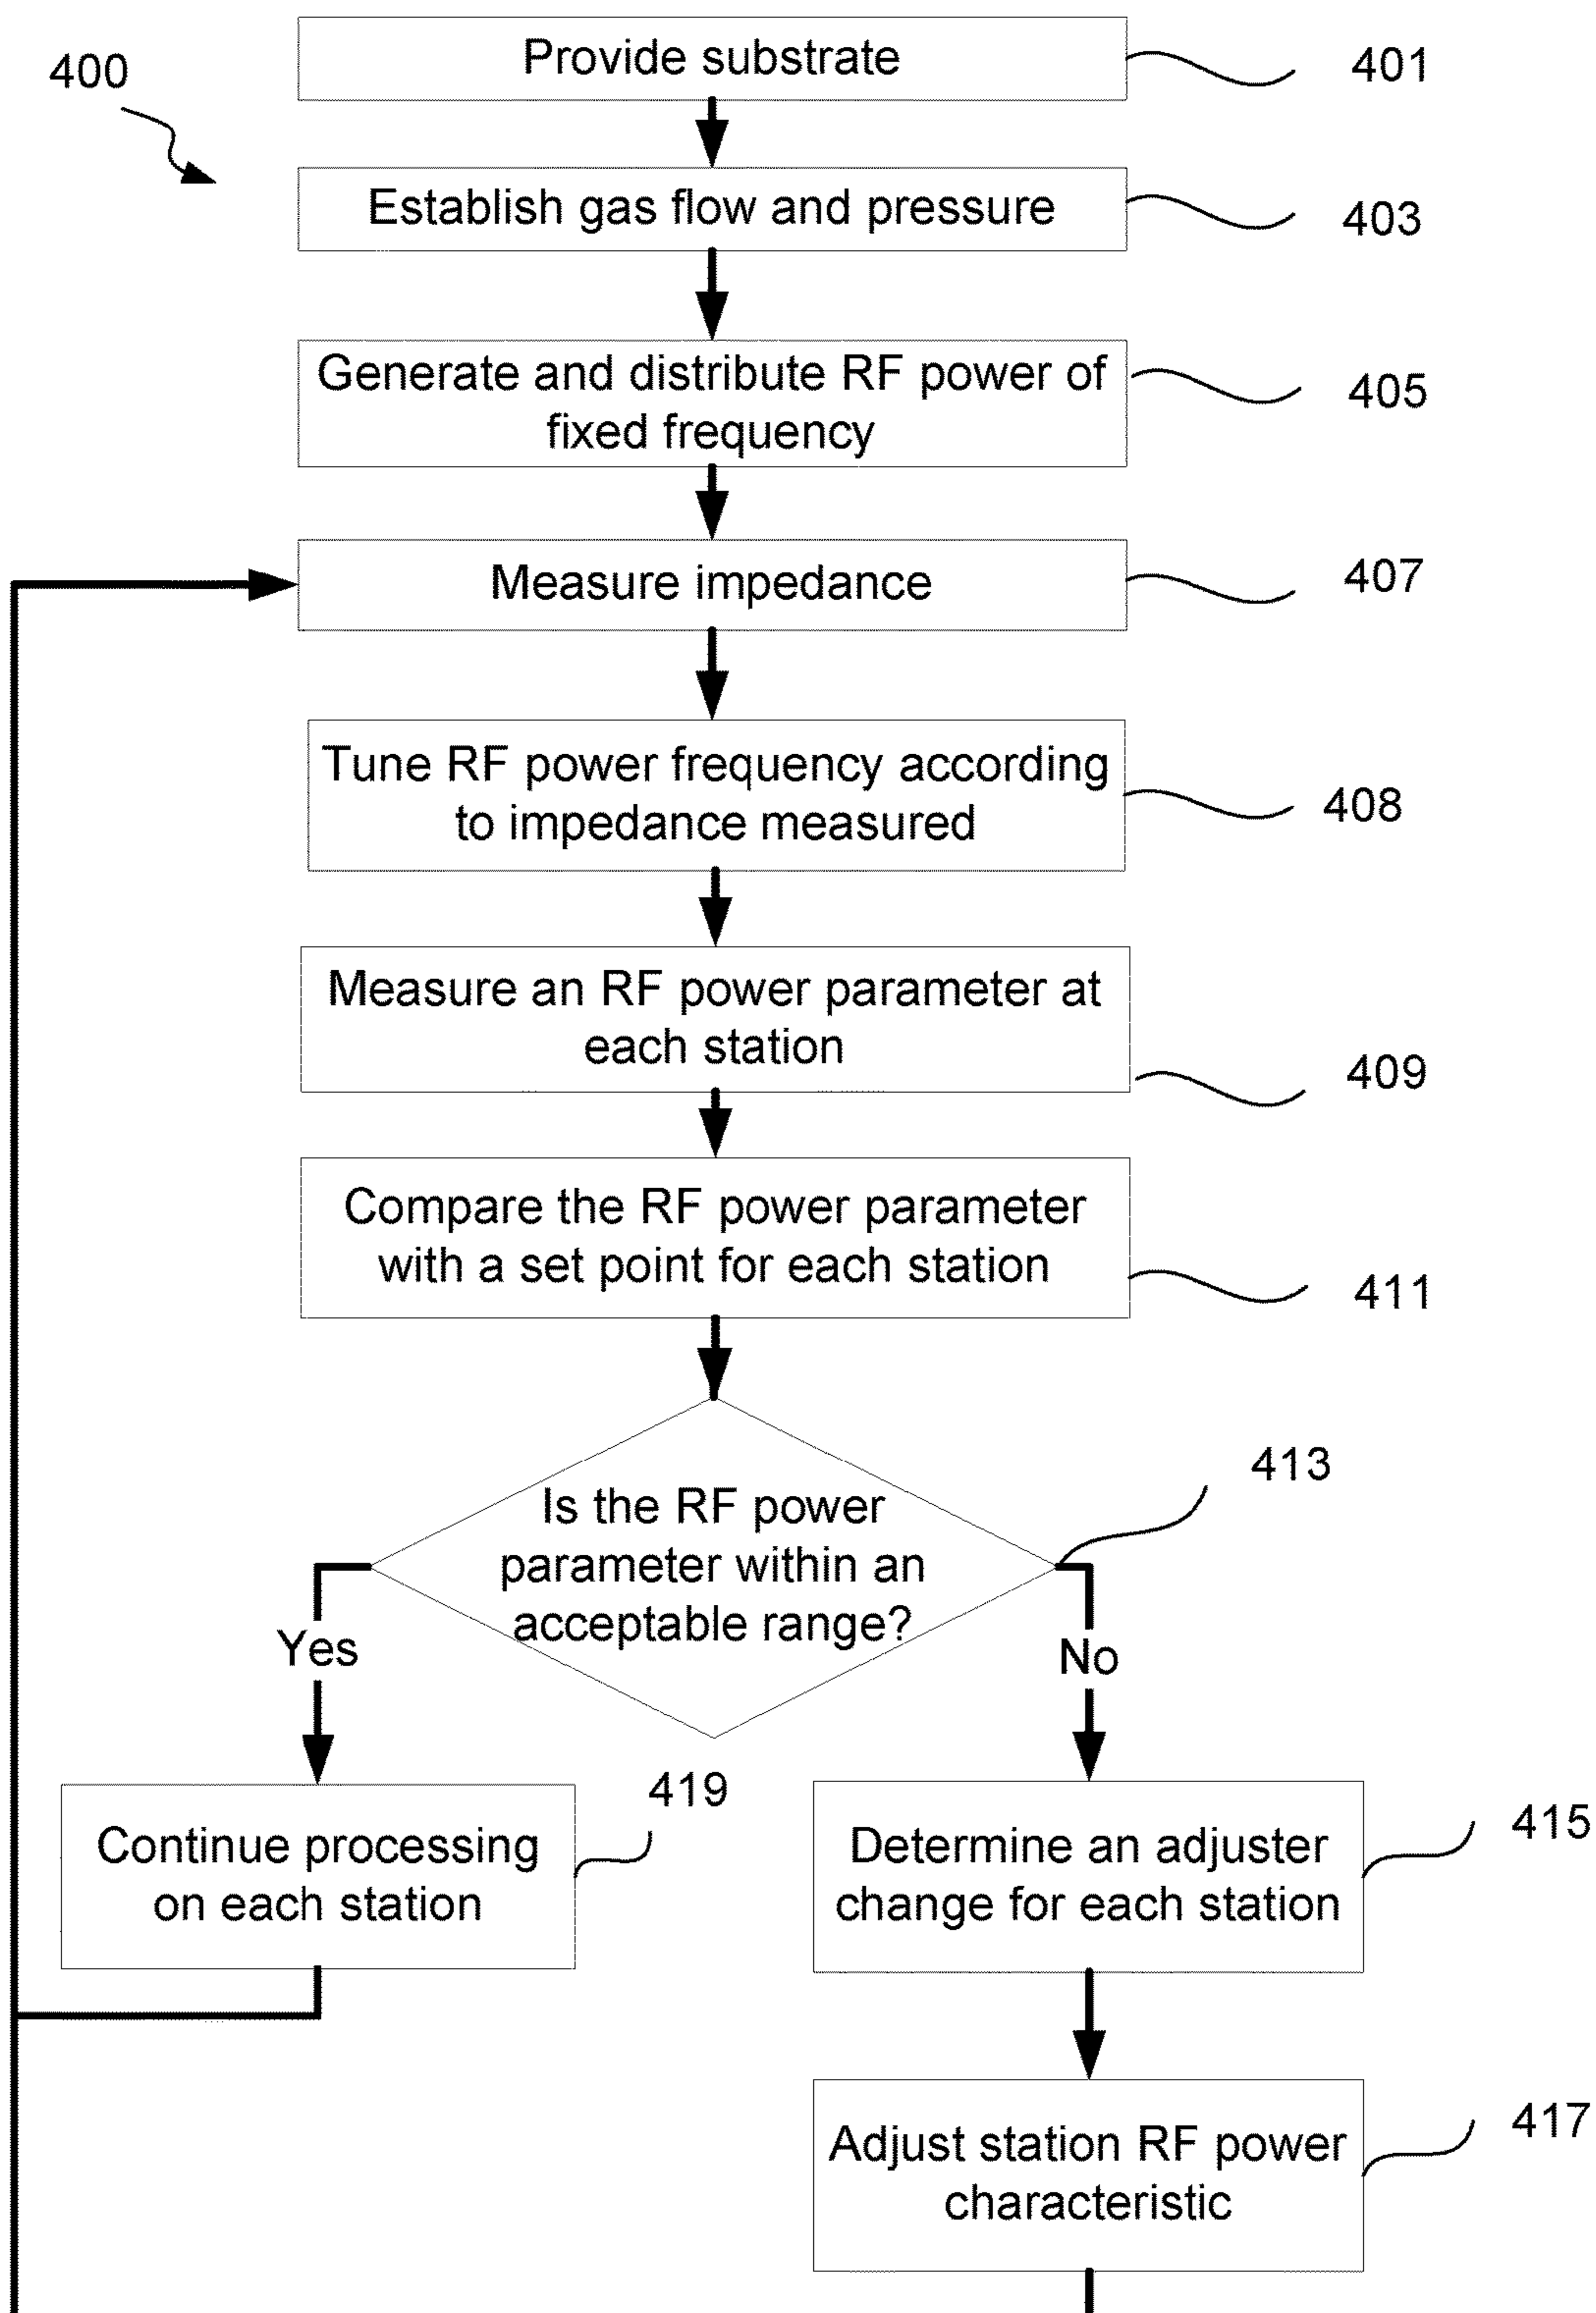 400
Provide substrate
401
Establish gas flow and pressure
403
Generate and distribute RF power of
fixed frequency
405
Measure impedance
407
Tune RF power frequency according
to impedance measured
408
Measure an RF power parameter at
each station
409
Compare the RF power parameter
with a set point for each station
411
Is the RF power
parameter within an
acceptable range?
413
Yes
No
Continue processing
on each station
419
Determine an adjuster
change for each station
415
Adjust station RF power
characteristic
417